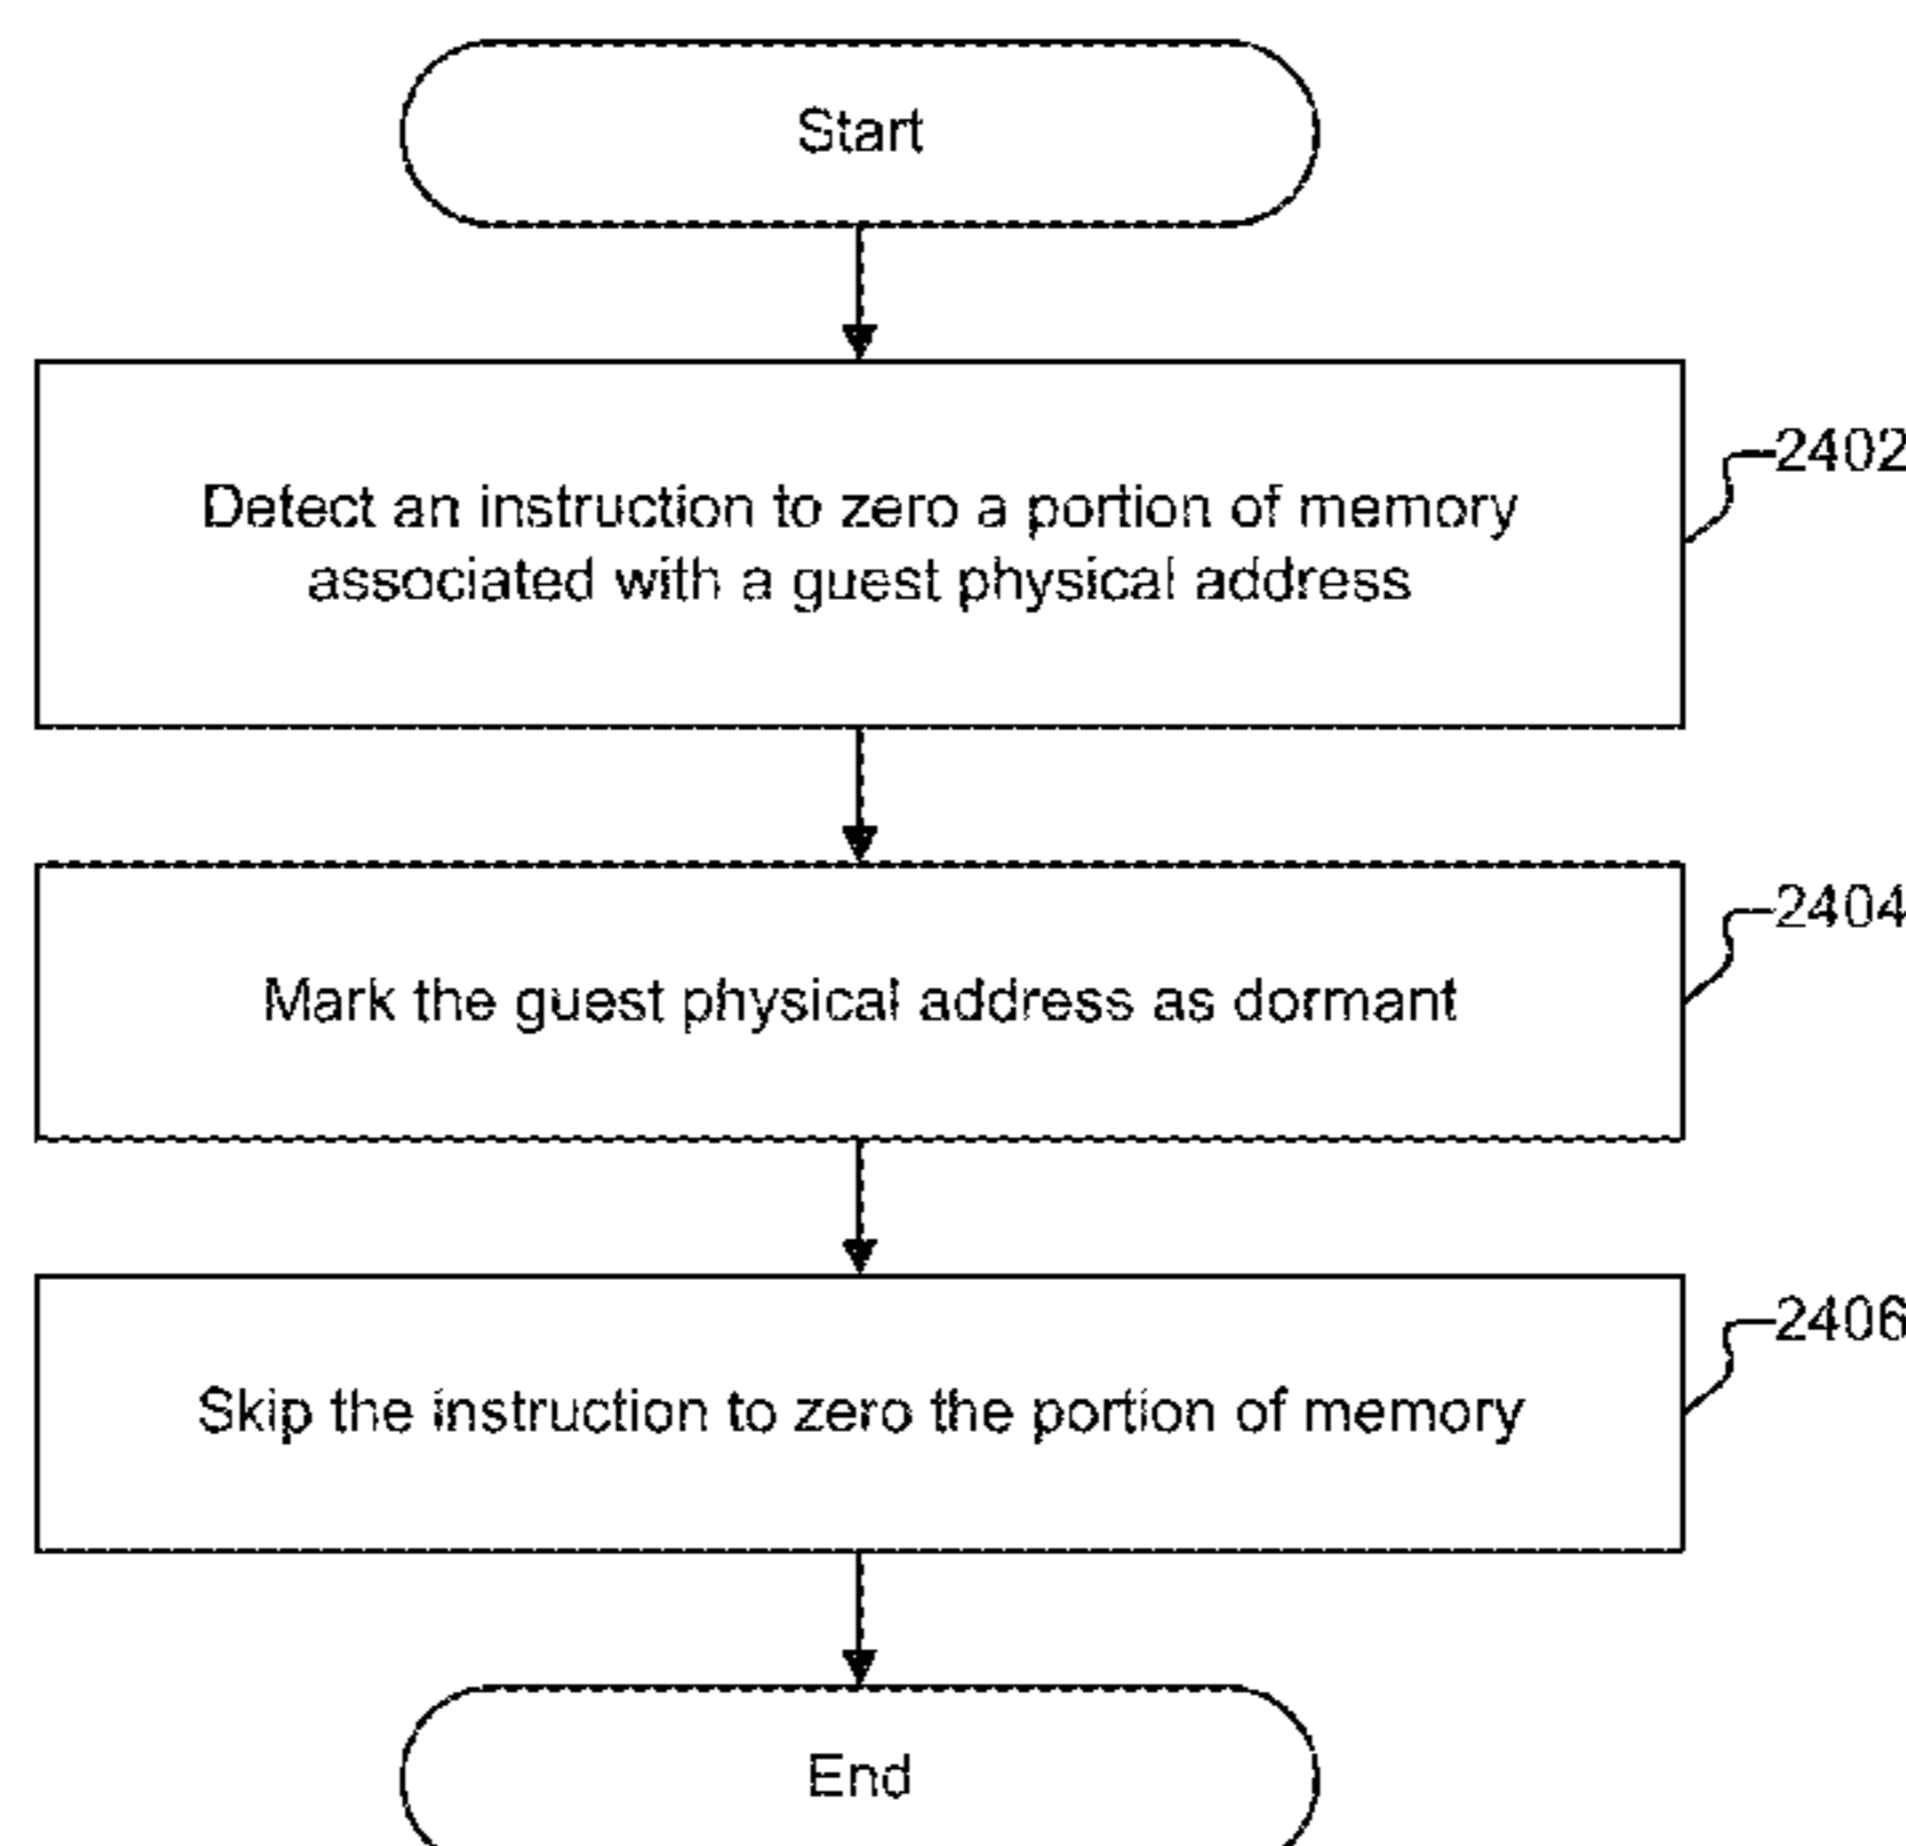 Start
2402
Detect an instruction to zero a portion of memory
associated with a guest physical address
2404
Mark the guest physical address as dormant
2406
Skip the instruction to zero the portion of memory
End